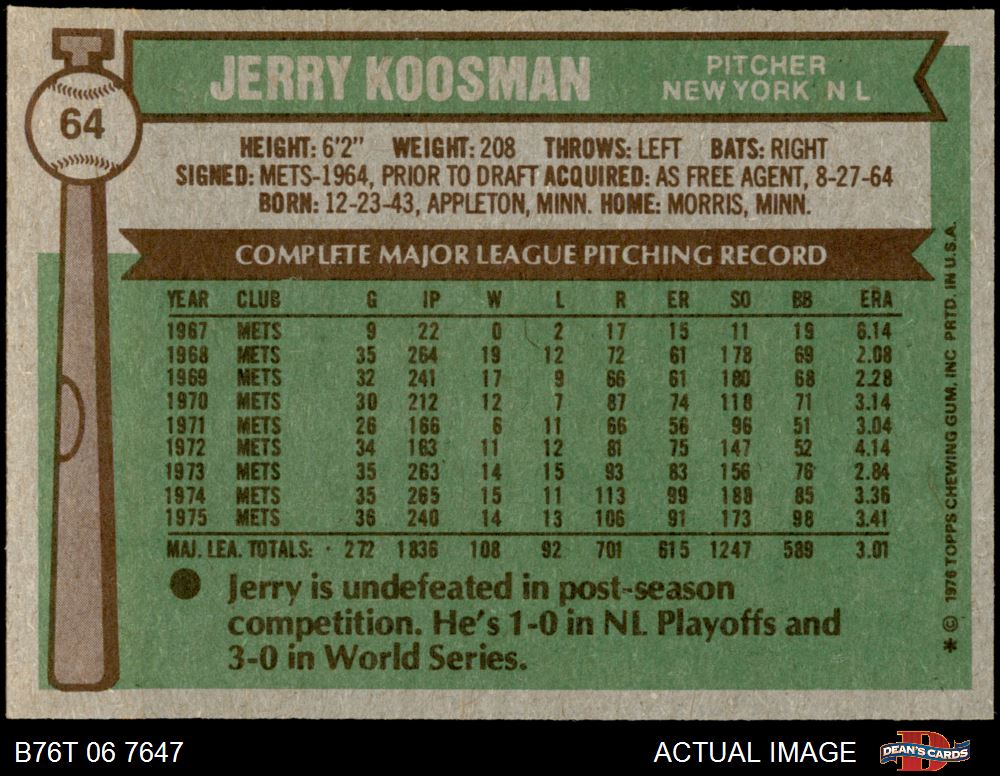 64
JERRY KOOSMAN
PITCHER
NEW YORK N L
HEIGHT: 6'2" WEIGHT: 208 THROWS: LEFT BATS: RIGHT
SIGNED: METS-1964, PRIOR TO DRAFT ACQUIRED: AS FREE AGENT, 8-27-64
BORN: 12-23-43, APPLETON, MINN. HOME: MORRIS, MINN.
COMPLETE MAJOR LEAGUE PITCHING RECORD
YEAR CLUB G IP W L R ER SO BB ERA
1967 METS 9 22 0 2 17 15 11 19 6.14
1968 METS 35 264 19 12 72 61 178 69 2.08
1969 METS 32 241 17 9 66 61 180 68 2.28
1970 METS 30 212 12 7 87 74 118 71 3.14
1971 METS 26 166 6 11 66 56 96 51 3.04
1972 METS 34 163 11 12 81 75 147 52 4.14
1973 METS 35 263 14 15 93 83 156 76 2.84
1974 METS 35 265 15 11 113 99 188 85 3.36
1975 METS 36 240 14 13 106 91 173 98 3.41
MAJ. LEA. TOTALS: 272 1836 108 92 701 615 1247 589 3.01
Jerry is undefeated in post-season
competition. He's 1-0 in NL Playoffs and
3-0 in World Series.
* © 1976 TOPPS CHEWING GUM, INC PRTD. IN U.S.A.
B76T 06 7647
ACTUAL IMAGE
DEAN'S CARDS